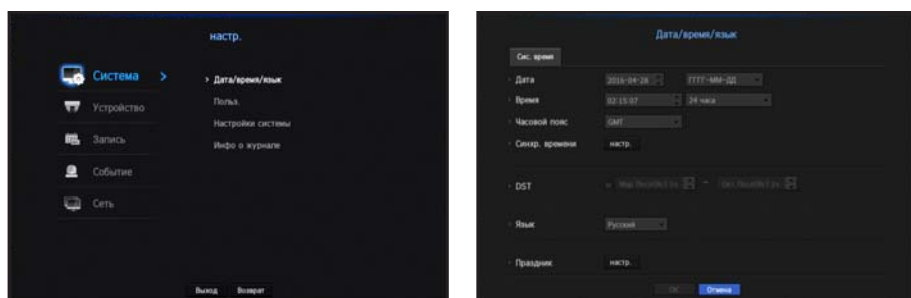 настр.
Система >
Устройство
Запись
Событие
Сеть
› Дата/время/язык
Польз.
Настройки системы
Инфо о журнале
Выход Возврат
Дата/время/язык
Сис. время
Дата 2016-04-28 ГГГГ-ММ-ДД
Время 02:15:07 24 часа
Часовой пояс GMT
Синхр. времени настр.
DST ~
Язык Русский
Праздник настр.
OK Отмена